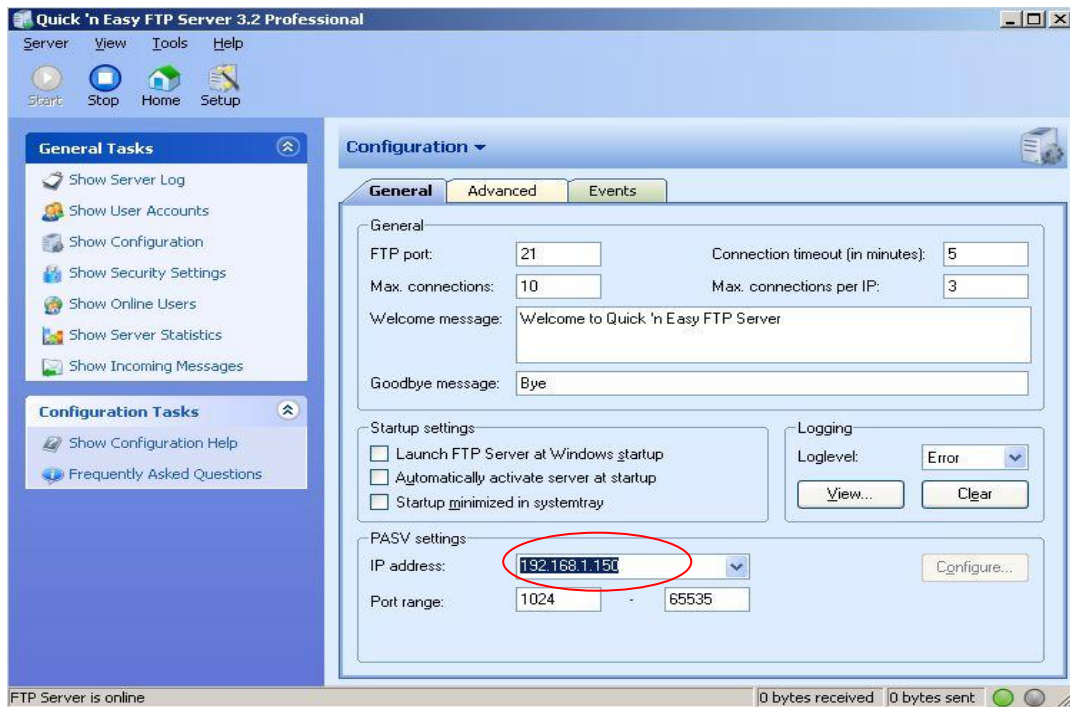 Quick 'n Easy FTP Server 3.2 Professional
Server View Tools Help
Start Stop Home Setup
General Tasks
Show Server Log
Show User Accounts
Show Configuration
Show Security Settings
Show Online Users
Show Server Statistics
Show Incoming Messages
Configuration Tasks
Show Configuration Help
Frequently Asked Questions
Configuration
General Advanced Events
General
FTP port: 21 Connection timeout (in minutes): 5
Max. connections: 10 Max. connections per IP: 3
Welcome message: Welcome to Quick 'n Easy FTP Server
Goodbye message: Bye
Startup settings
Launch FTP Server at Windows startup
Automatically activate server at startup
Startup minimized in systemtray
Logging
Loglevel: Error
View... Clear
PASV settings
IP address: 192.168.1.150 Configure...
Port range: 1024 - 65535
FTP Server is online 0 bytes received 0 bytes sent